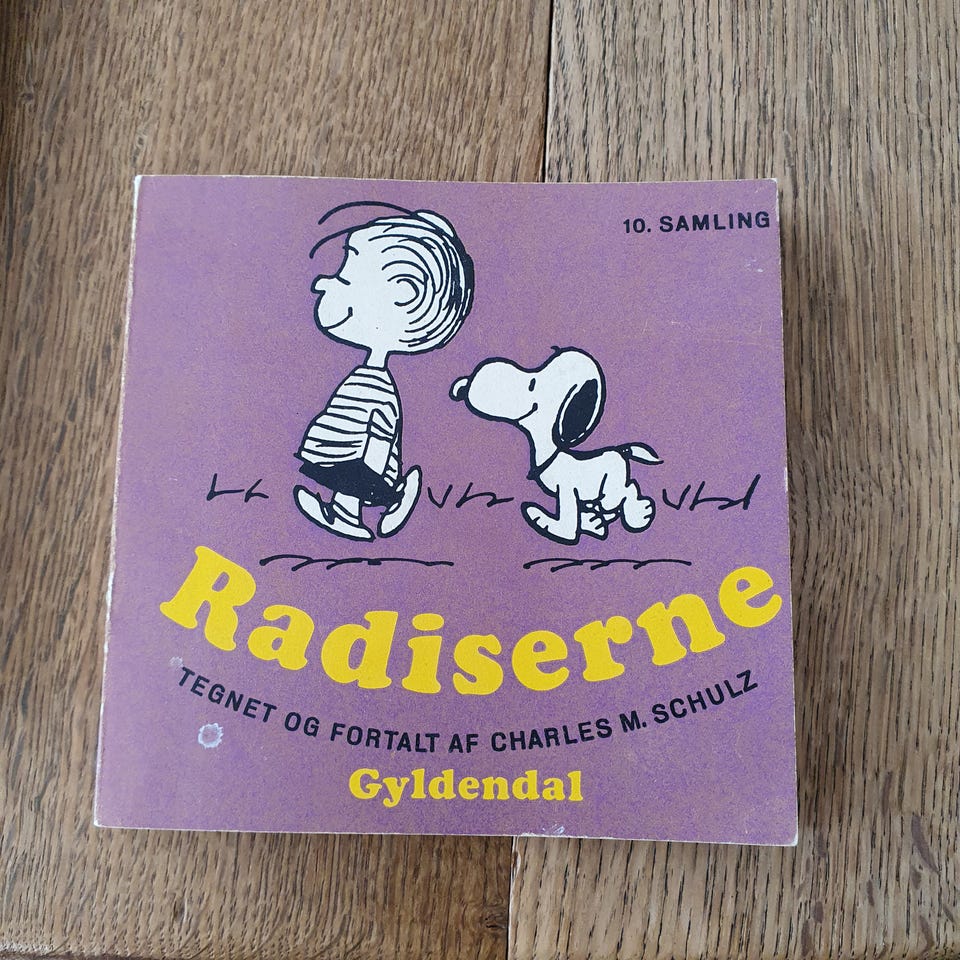 10. SAMLING
Radiserne
TEGNET OG FORTALT AF CHARLES M. SCHULZ
Gyldendal